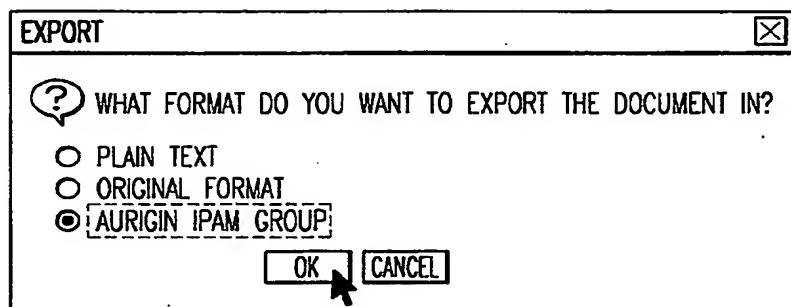 EXPORT
WHAT FORMAT DO YOU WANT TO EXPORT THE DOCUMENT IN?
PLAIN TEXT
ORIGINAL FORMAT
AURIGIN IPAM GROUP
OK CANCEL